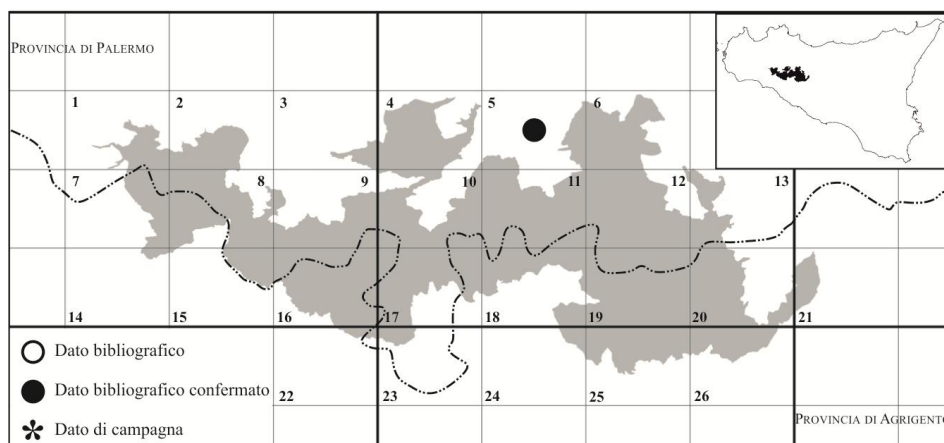 PROVINCIA DI PALERMO
1 2 3 4 5 6
7 8 9 10 11 12 13
14 15 16 17 18 19 20 21
Dato bibliografico
Dato bibliografico confermato
22 23 24 25 26
Dato di campagna
PROVINCIA DI AGRIGENTO